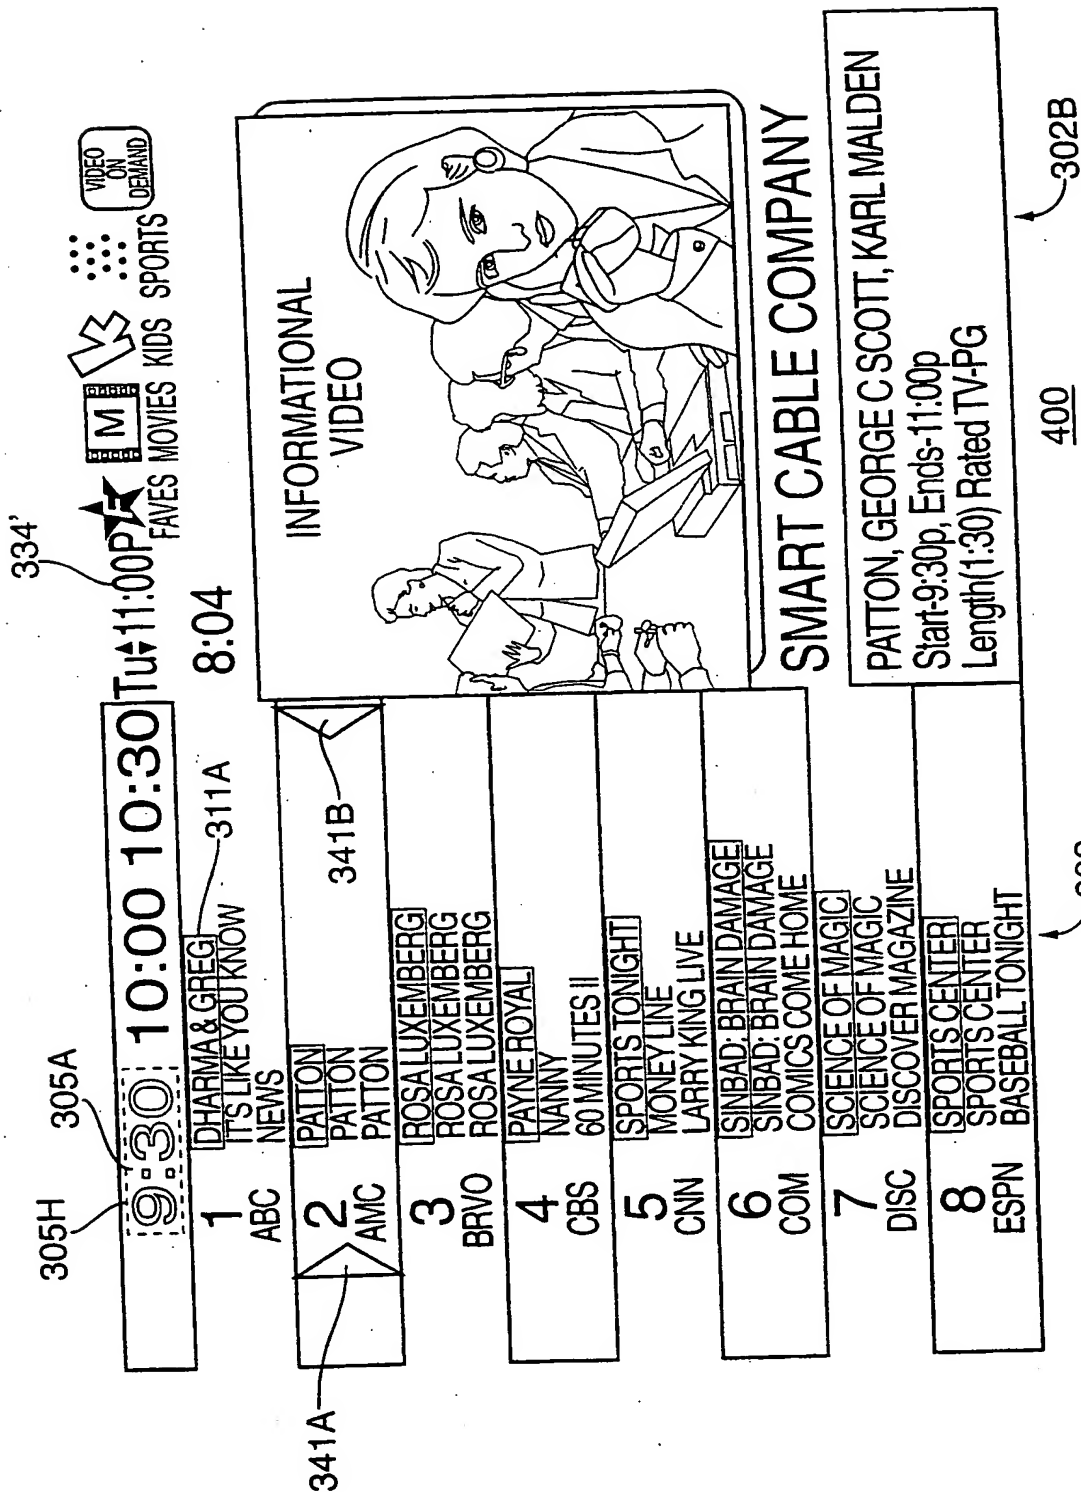 334'
305H
305A
9:30 10:00 10:30 Tu 11:00P
F
M
VIDEO
ON
DEMAND
FAVES MOVIES KIDS SPORTS
8:04
311A
1
ABC
DHARMA & GREG
IT'S LIKE YOU KNOW
NEWS
2
AMC
PATTON
PATTON
PATTON
341A
341B
3
BRVO
ROSA LUXEMBERG
ROSA LUXEMBERG
ROSA LUXEMBERG
4
CBS
PAYNE ROYAL
NANNY
60 MINUTES II
5
CNN
SPORTS TONIGHT
MONEY LINE
LARRY KING LIVE
6
COM
SINBAD: BRAIN DAMAGE
SINBAD: BRAIN DAMAGE
COMICS COME HOME
7
DISC
SCIENCE OF MAGIC
SCIENCE OF MAGIC
DISCOVER MAGAZINE
8
ESPN
SPORTS CENTER
SPORTS CENTER
BASEBALL TONIGHT
INFORMATIONAL
VIDEO
SMART CABLE COMPANY
PATTON, GEORGE C SCOTT, KARL MALDEN
Start-9:30p, Ends-11:00p
Length(1:30) Rated TV-PG
302B
400